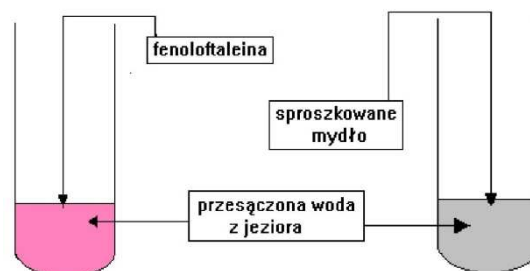 fenoloftaleina
sproszkowane
mydło
przesączona woda
z jeziora